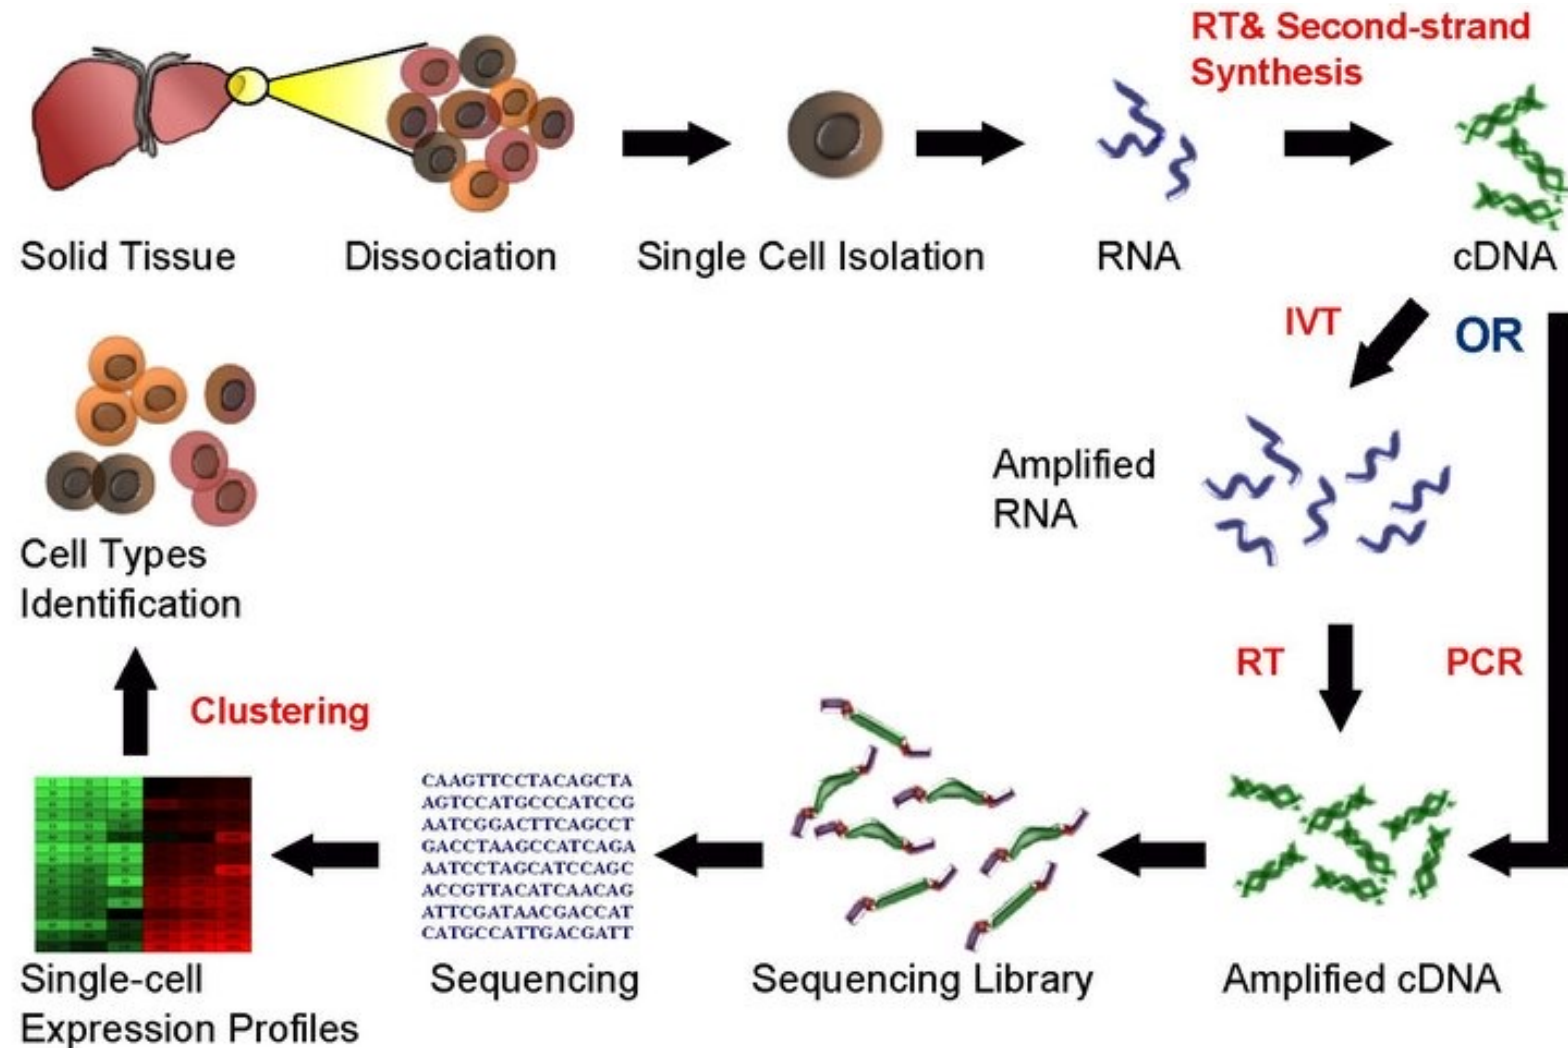 RT& Second-strand
Synthesis
Solid Tissue
Dissociation
Single Cell Isolation
RNA
cDNA
IVT
OR
Amplified
RNA
Cell Types
Identification
RT
PCR
Clustering
CAAGTTCCTACAGCTA
AGTCCATGCCCATCCG
AATCGGACTTCAGCCT
GACCTAAGCCATCAGA
AATCCTAGCATCCAGC
ACCGTTACATCAACAG
ATTCGATAACGACCAT
CATGCCATTGACGATT
Single-cell
Expression Profiles
Sequencing
Sequencing Library
Amplified cDNA